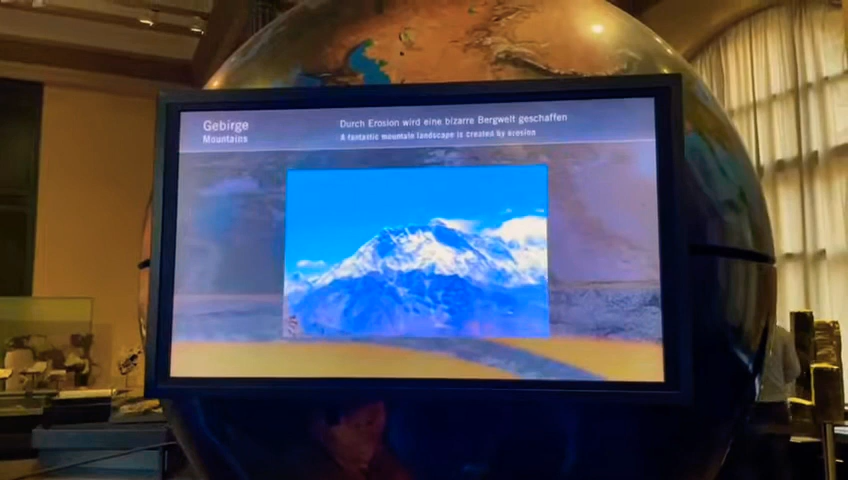 Gebirge
Mountains
Durch Erosion wird eine bizarre Bergwelt geschaffen
A fantastic mountain landscape is created by erosion